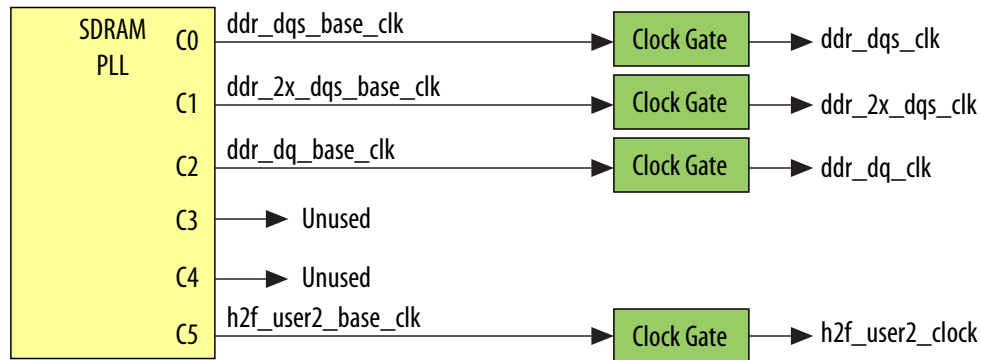 SDRAM PLL
C0 ddr_dqs_base_clk Clock Gate ddr_dqs_clk
C1 ddr_2x_dqs_base_clk Clock Gate ddr_2x_dqs_clk
C2 ddr_dq_base_clk Clock Gate ddr_dq_clk
C3 Unused
C4 Unused
C5 h2f_user2_base_clk Clock Gate h2f_user2_clock